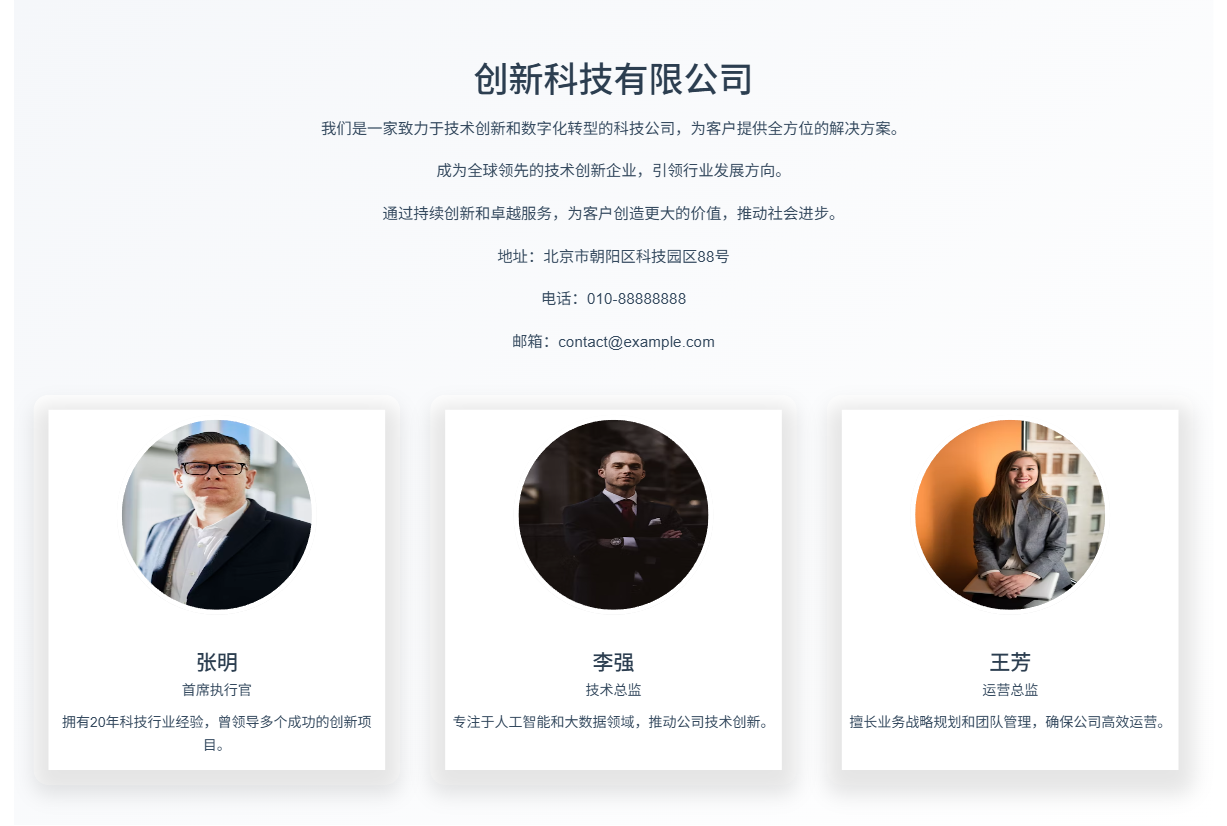 创新科技有限公司
我们是一家致力于技术创新和数字化转型的科技公司，为客户提供全方位的解决方案。
成为全球领先的技术创新企业，引领行业发展方向。
通过持续创新和卓越服务，为客户创造更大的价值，推动社会进步。
地址：北京市朝阳区科技园区88号
电话：010-88888888
邮箱：contact@example.com
张明
首席执行官
拥有20年科技行业经验，曾领导多个成功的创新项
目。
李强
技术总监
专注于人工智能和大数据领域，推动公司技术创新。
王芳
运营总监
擅长业务战略规划和团队管理，确保公司高效运营。